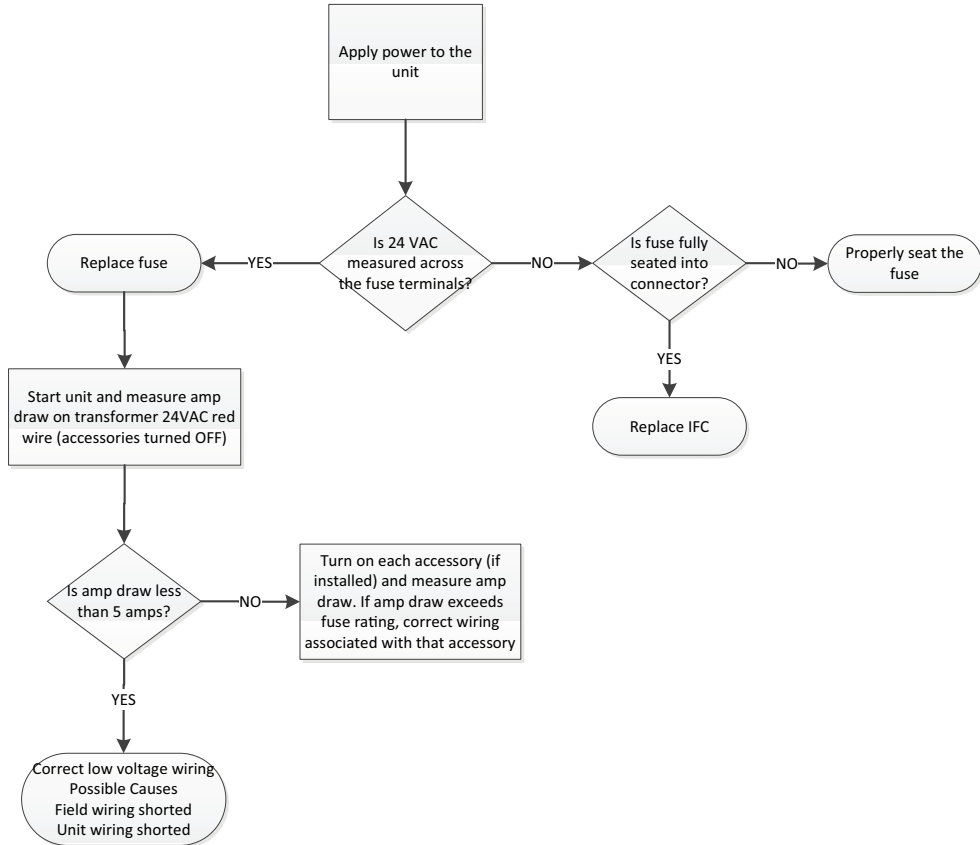 Apply power to the
unit
Is 24 VAC
measured across
the fuse terminals?
YES
Replace fuse
NO
Is fuse fully
seated into
connector?
NO
Properly seat the
fuse
YES
Replace IFC
Start unit and measure amp
draw on transformer 24VAC red
wire (accessories turned OFF)
Is amp draw less
than 5 amps?
NO
Turn on each accessory (if
installed) and measure amp
draw. If amp draw exceeds
fuse rating, correct wiring
associated with that accessory
YES
Correct low voltage wiring
Possible Causes
Field wiring shorted
Unit wiring shorted